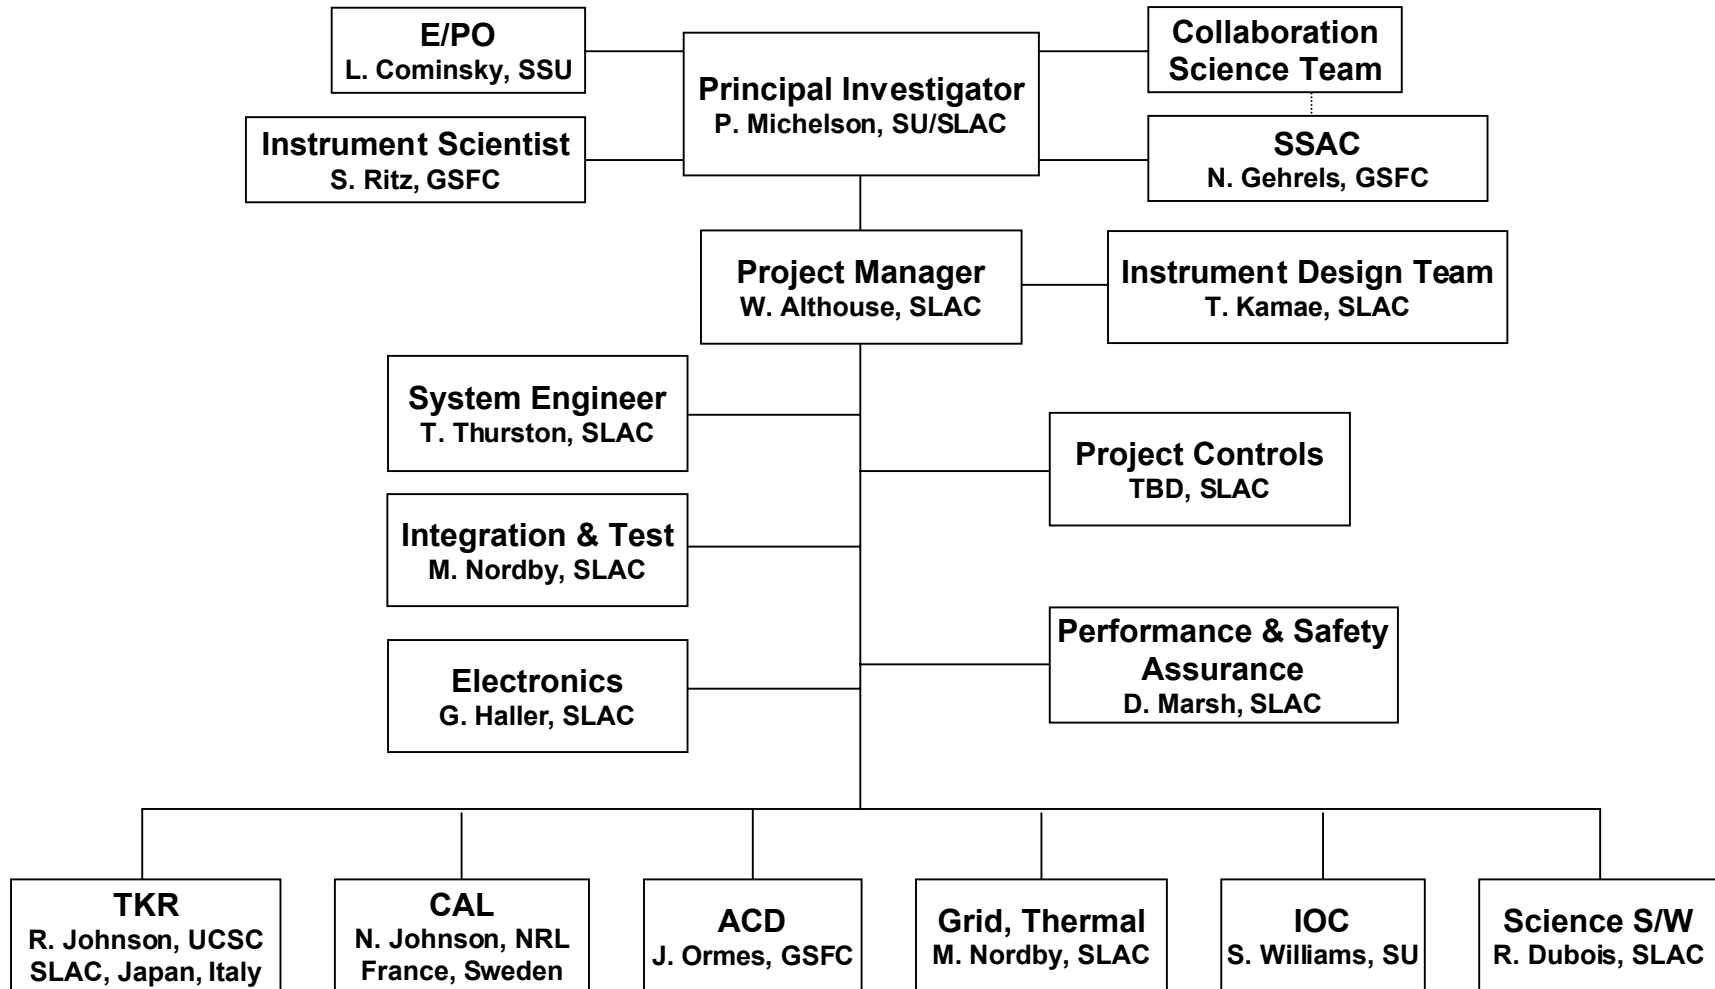 E/PO
L. Cominsky, SSU
Principal Investigator
P. Michelson, SU/SLAC
Collaboration
Science Team
Instrument Scientist
S. Ritz, GSFC
SSAC
N. Gehrels, GSFC
Project Manager
W. Althouse, SLAC
Instrument Design Team
T. Kamae, SLAC
System Engineer
T. Thurston, SLAC
Project Controls
TBD, SLAC
Integration & Test
M. Nordby, SLAC
Performance & Safety
Assurance
D. Marsh, SLAC
Electronics
G. Haller, SLAC
TKR
R. Johnson, UCSC
SLAC, Japan, Italy
CAL
N. Johnson, NRL
France, Sweden
ACD
J. Ormes, GSFC
Grid, Thermal
M. Nordby, SLAC
IOC
S. Williams, SU
Science S/W
R. Dubois, SLAC